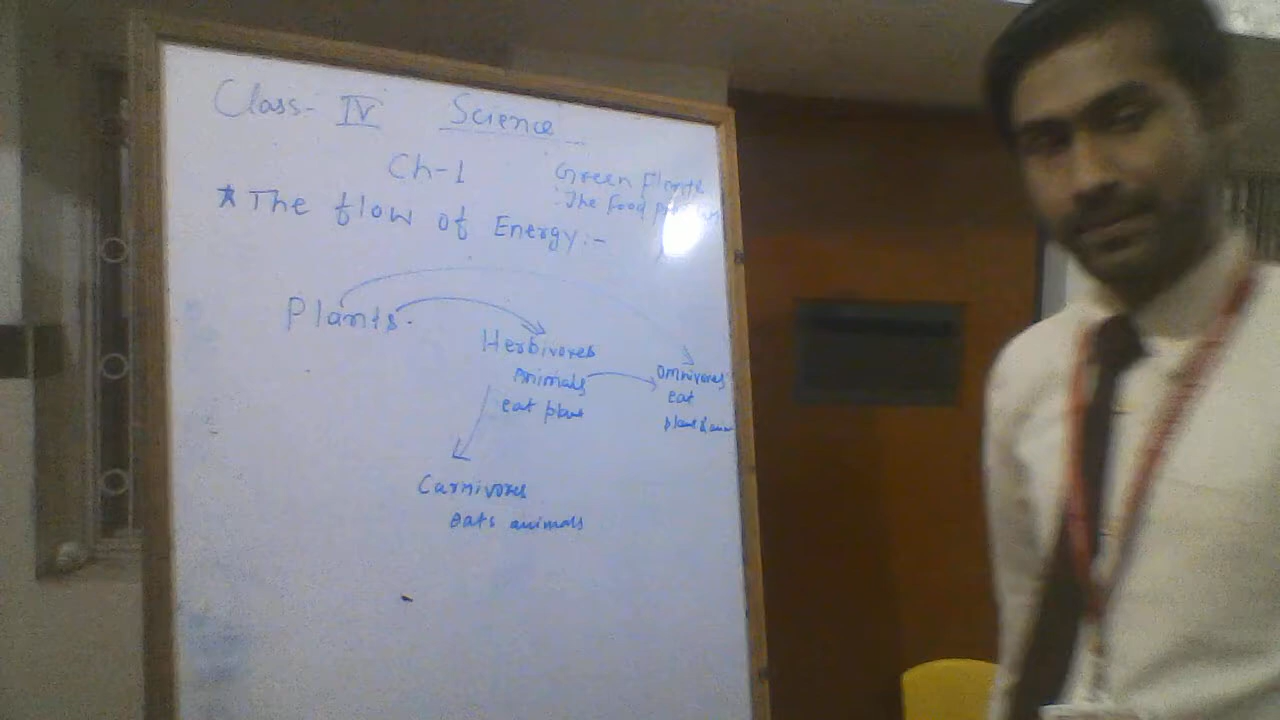 Class- IV Science
Ch-1
Green Plants
The Food
* The flow of Energy:-
Plants.
Herbivores
Animals
eat plant
Omnivores
eat
plant &
Carnivores
eats animals